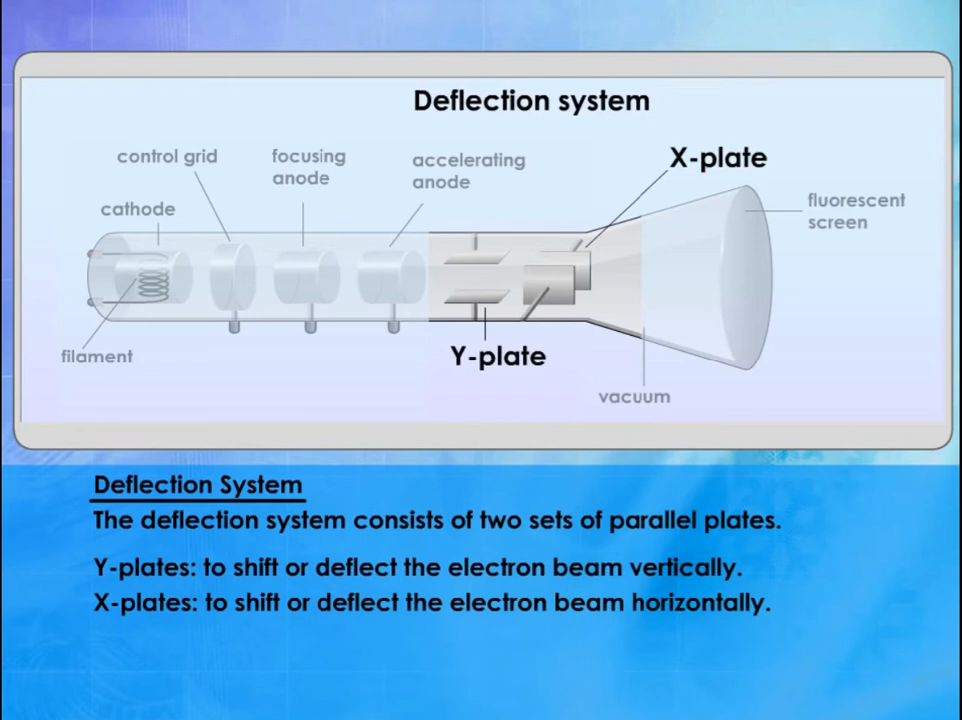 Deflection system
control grid
focusing
anode
accelerating
anode
X-plate
cathode
fluorescent
screen
filament
Y-plate
vacuum
Deflection System
The deflection system consists of two sets of parallel plates.
Y-plates: to shift or deflect the electron beam vertically.
X-plates: to shift or deflect the electron beam horizontally.